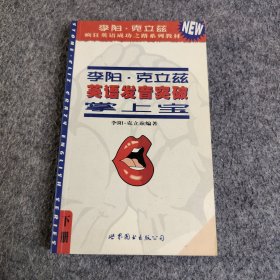 李阳·克立兹
疯狂英语成功之路系列教材
NEW
李阳·克立兹
英语发音突破
掌上宝
李阳·克立兹编著
下册
世界图书出版公司